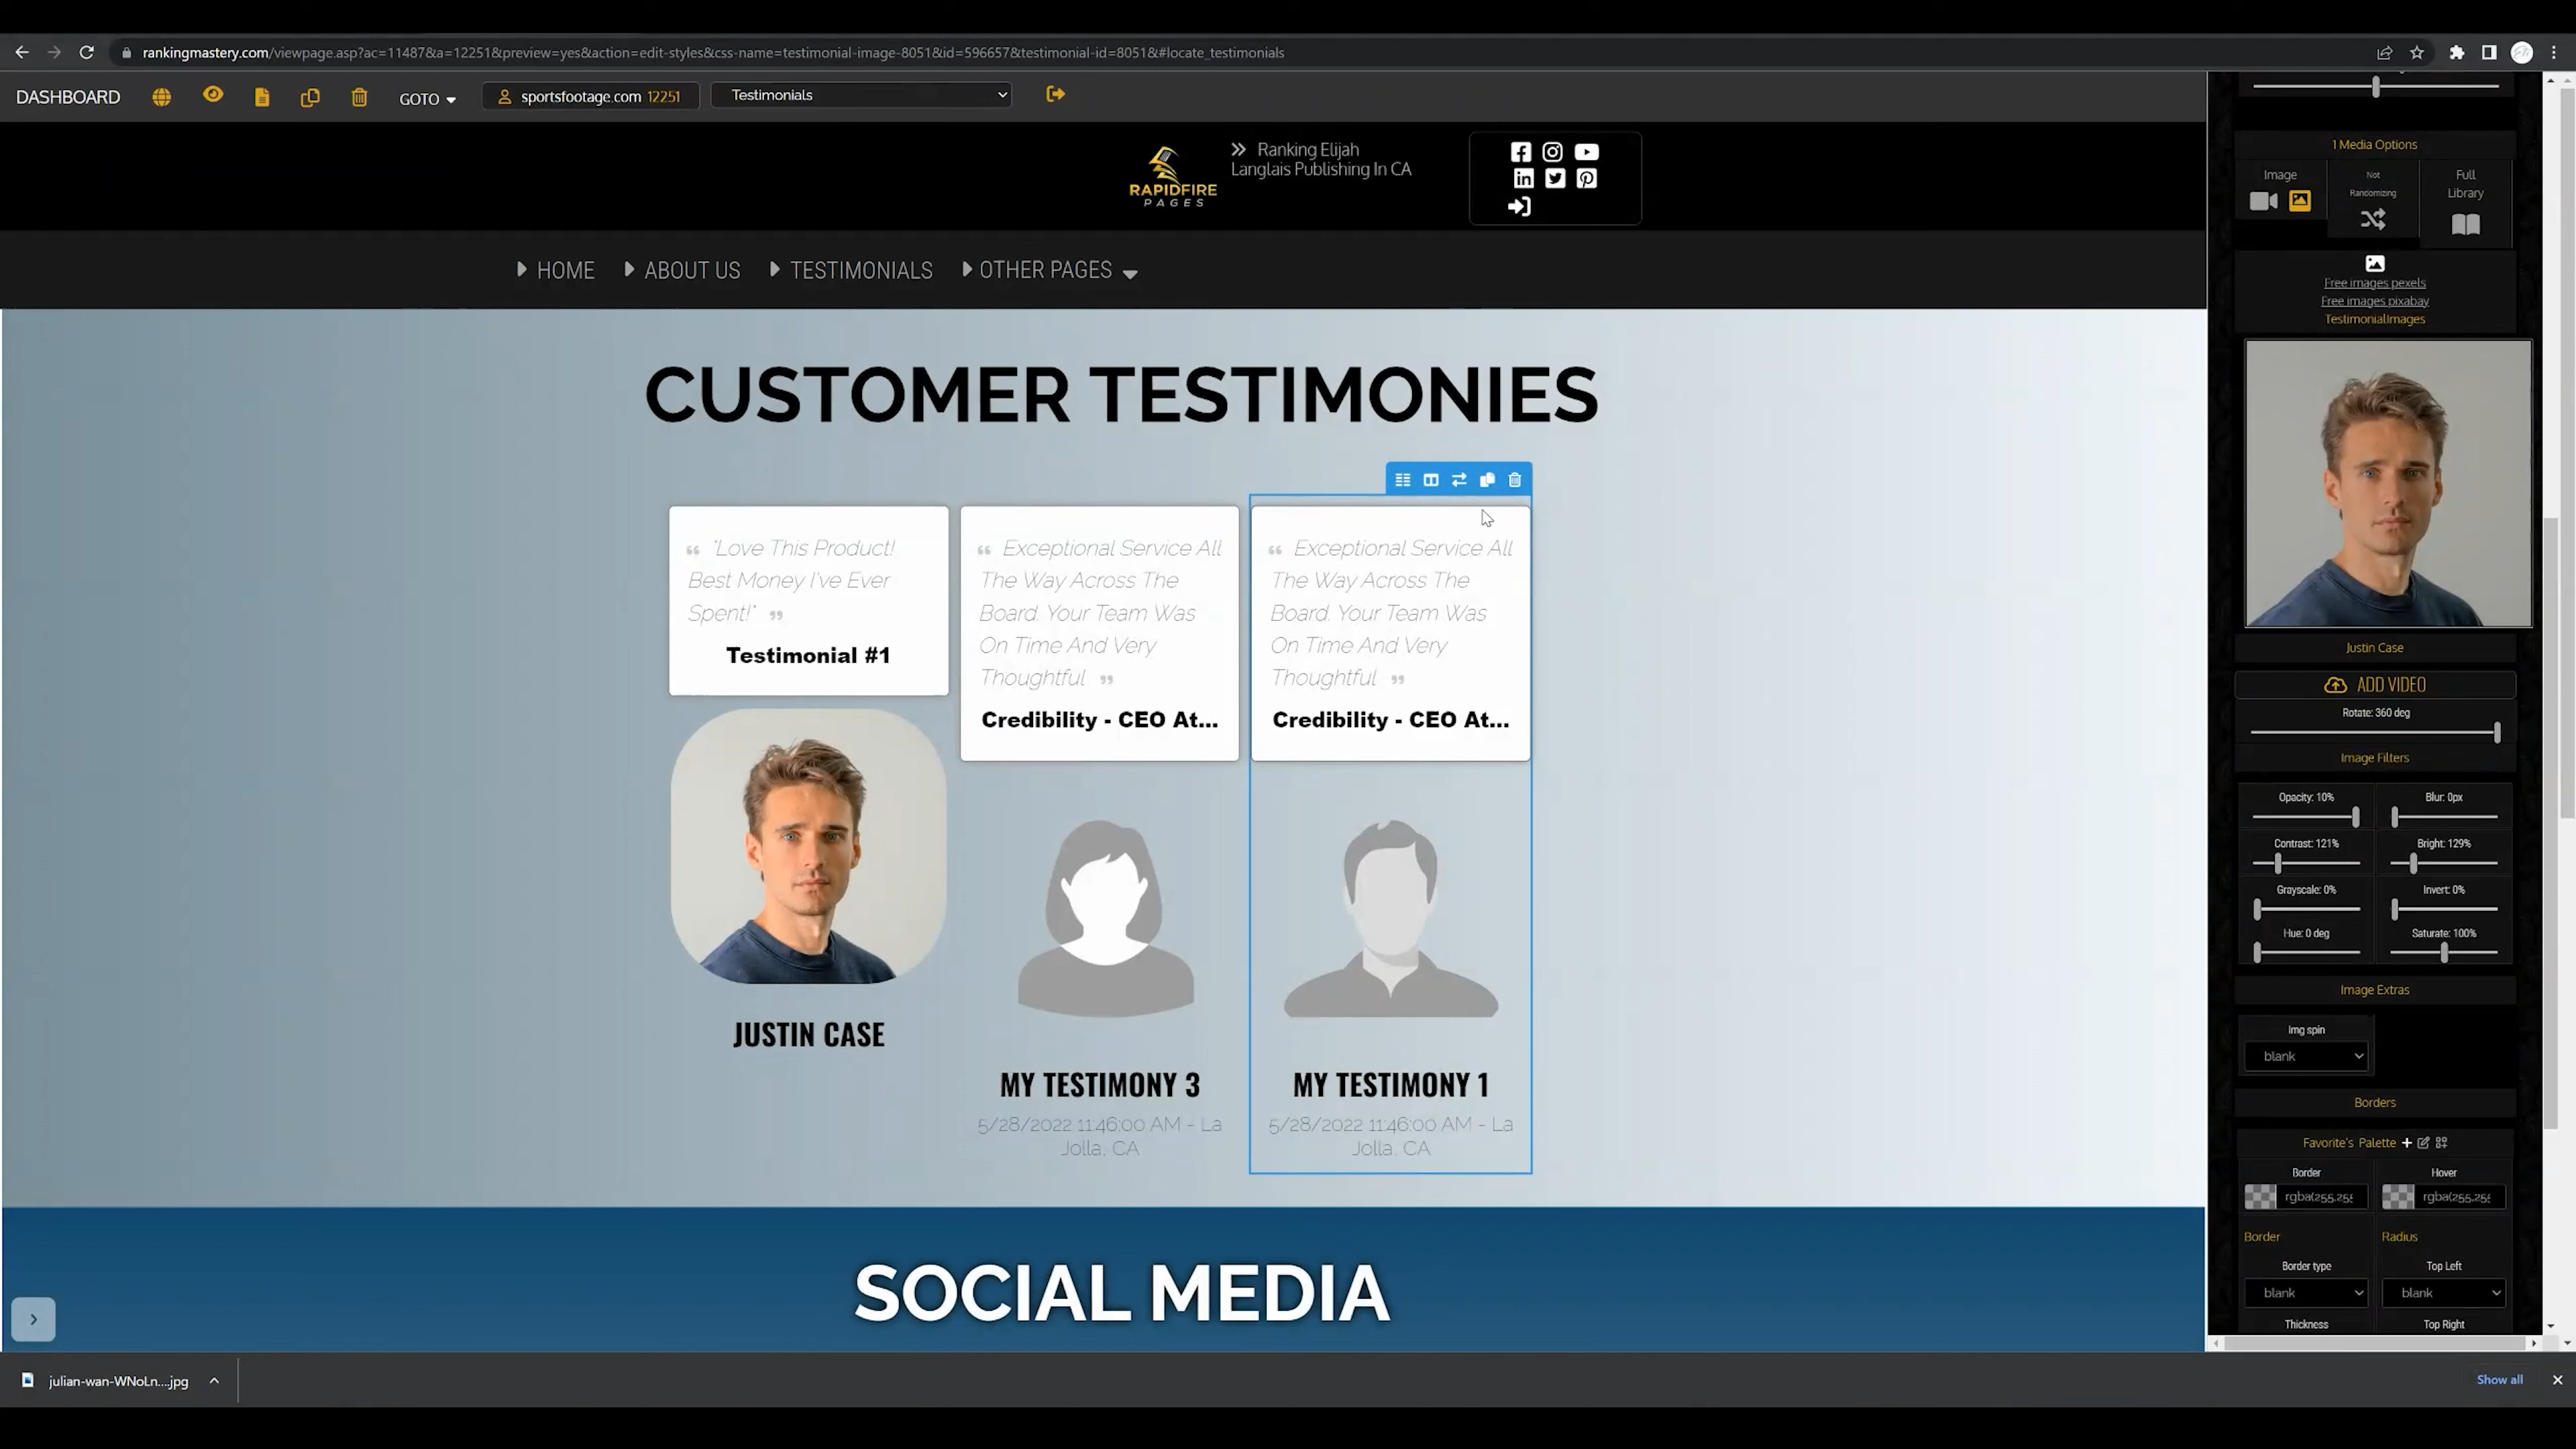 rankingmastery.com/viewpage.asp?ac=11487&a=12251&preview=yes&action=edit-styles&css-name=testimonial-image-8051&id=596657&testimonial-id=8051&#locate_testimonials
DASHBOARD
GOTO
sportsfootage.com 12251
Testimonials
RAPIDFIRE
PAGES
Ranking Elijah
Langlais Publishing In CA
HOME
ABOUT US
TESTIMONIALS
OTHER PAGES
CUSTOMER TESTIMONIES
“ "Love This Product!
Best Money I've Ever
Spent!" ”
Testimonial #1
JUSTIN CASE
“ Exceptional Service All
The Way Across The
Board. Your Team Was
On Time And Very
Thoughtful ”
Credibility - CEO At...
MY TESTIMONY 3
5/28/2022 11:46:00 AM - La
Jolla, CA
“ Exceptional Service All
The Way Across The
Board. Your Team Was
On Time And Very
Thoughtful ”
Credibility - CEO At...
MY TESTIMONY 1
5/28/2022 11:46:00 AM - La
Jolla, CA
SOCIAL MEDIA
1 Media Options
Image
Not
Randomizing
Full
Library
Free images pexels
Free images pixabay
TestimonialImages
Justin Case
ADD VIDEO
Rotate: 360 deg
Image Filters
Opacity: 10%
Blur: 0px
Contrast: 121%
Bright: 129%
Grayscale: 0%
Invert: 0%
Hue: 0 deg
Saturate: 100%
Image Extras
Img spin
blank
Borders
Favorite's Palette
Border
Hover
rgba(255,255
rgba(255,255
Border
Radius
Border type
Top Left
blank
blank
Thickness
Top Right
julian-wan-WNoLn....jpg
Show all